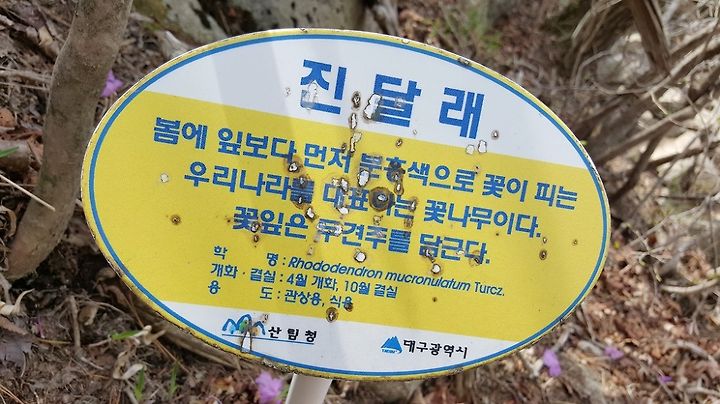 진달래
봄에 잎보다 먼저 분홍색으로 꽃이 피는
우리나라를 대표하는 꽃나무이다.
꽃잎은 두견주를 담근다.
학 명 : Rhododendron mucronulatum Turcz.
개화 · 결실 : 4월 개화, 10월 결실
용 도 : 관상용, 식용
산림청 대구광역시